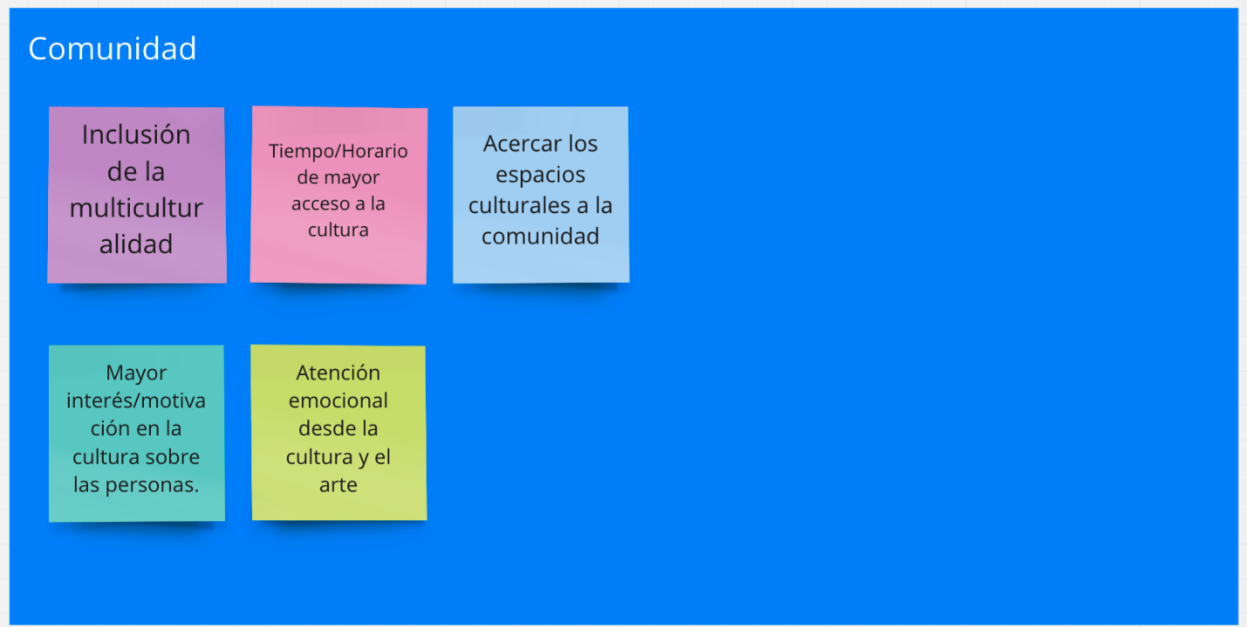 Comunidad
Inclusión
de la
multicultur
alidad
Tiempo/Horario
de mayor
acceso a la
cultura
Acercar los
espacios
culturales a la
comunidad
Mayor
interés/motiva
ción en la
cultura sobre
las personas.
Atención
emocional
desde la
cultura y el
arte